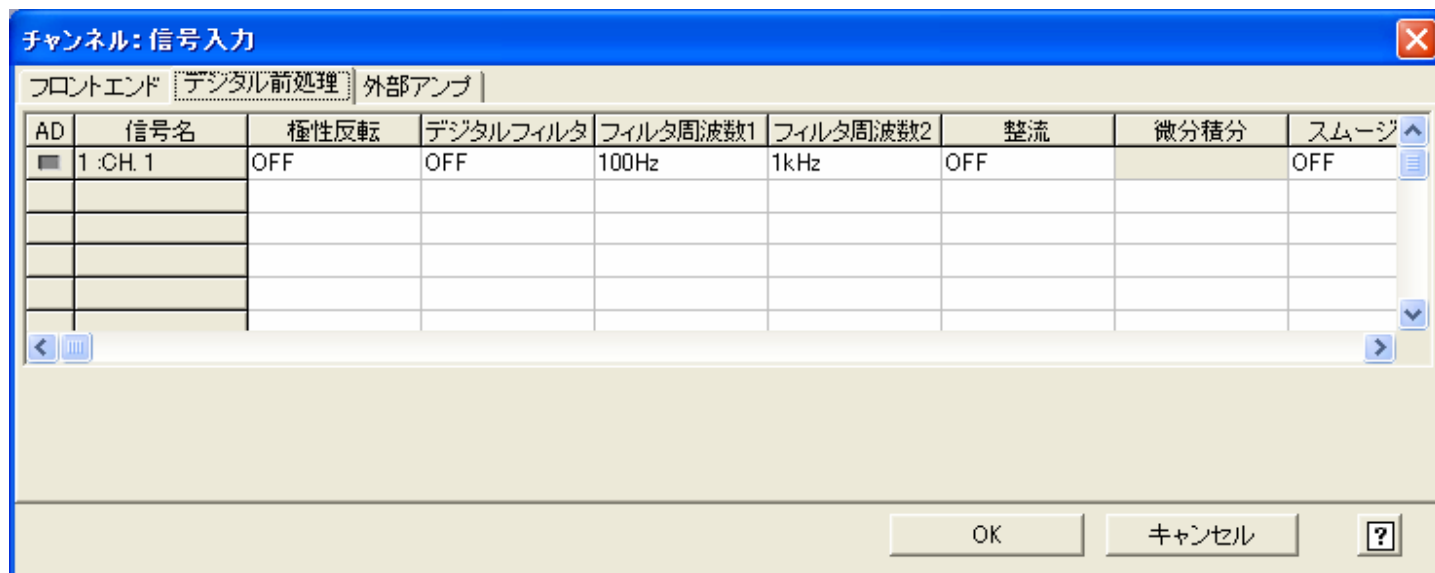 チャンネル：信号入力
フロントエンド デジタル前処理 外部アンプ
AD 信号名 極性反転 デジタルフィルタ フィルタ周波数1 フィルタ周波数2 整流 微分積分 スムージ
1 :CH. 1 OFF OFF 100Hz 1kHz OFF OFF
OK キャンセル ?